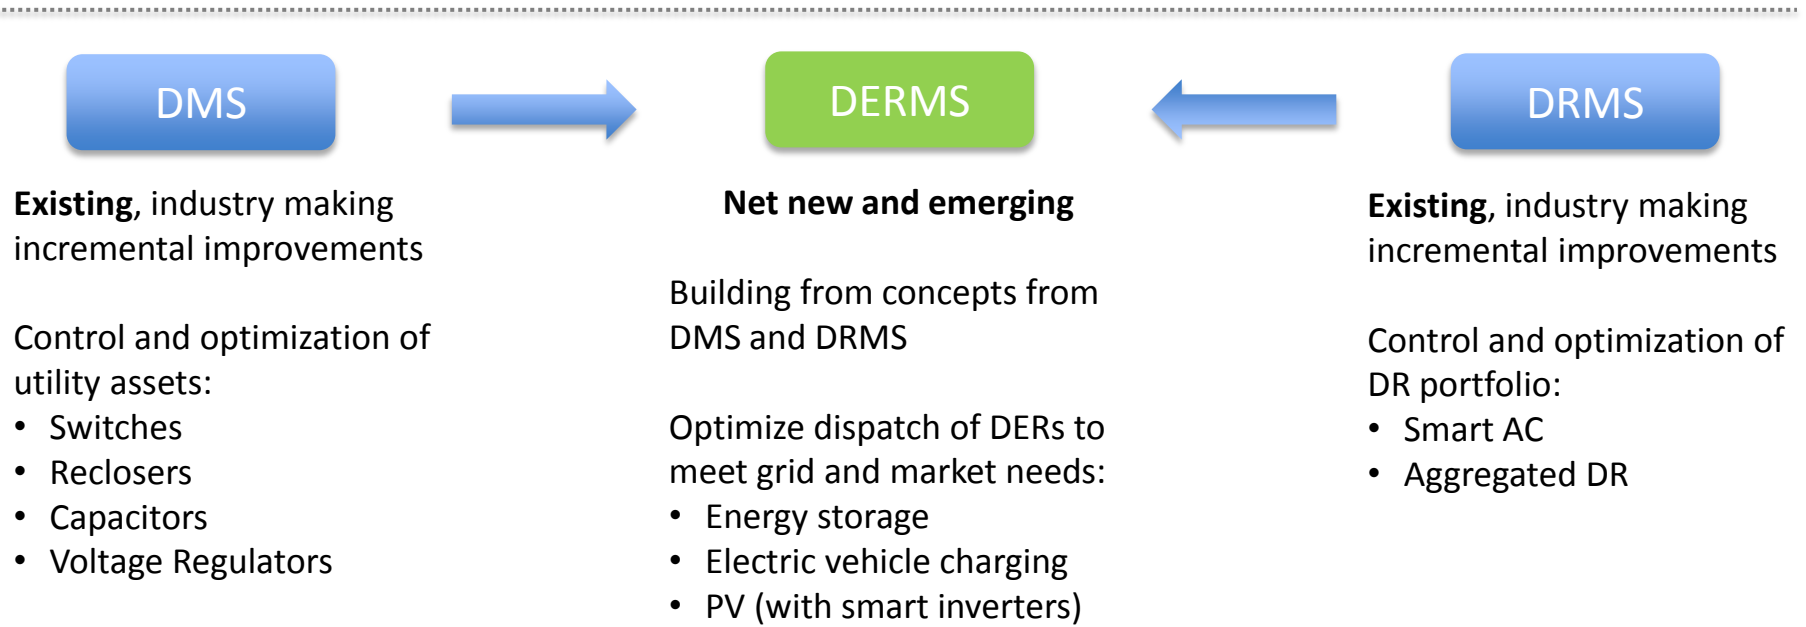 DMS
Existing, industry making
incremental improvements
Control and optimization of
utility assets:
• Switches
• Reclosers
• Capacitors
• Voltage Regulators
DERMS
Net new and emerging
Building from concepts from
DMS and DRMS
Optimize dispatch of DERs to
meet grid and market needs:
• Energy storage
• Electric vehicle charging
• PV (with smart inverters)
DRMS
Existing, industry making
incremental improvements
Control and optimization of
DR portfolio:
• Smart AC
• Aggregated DR